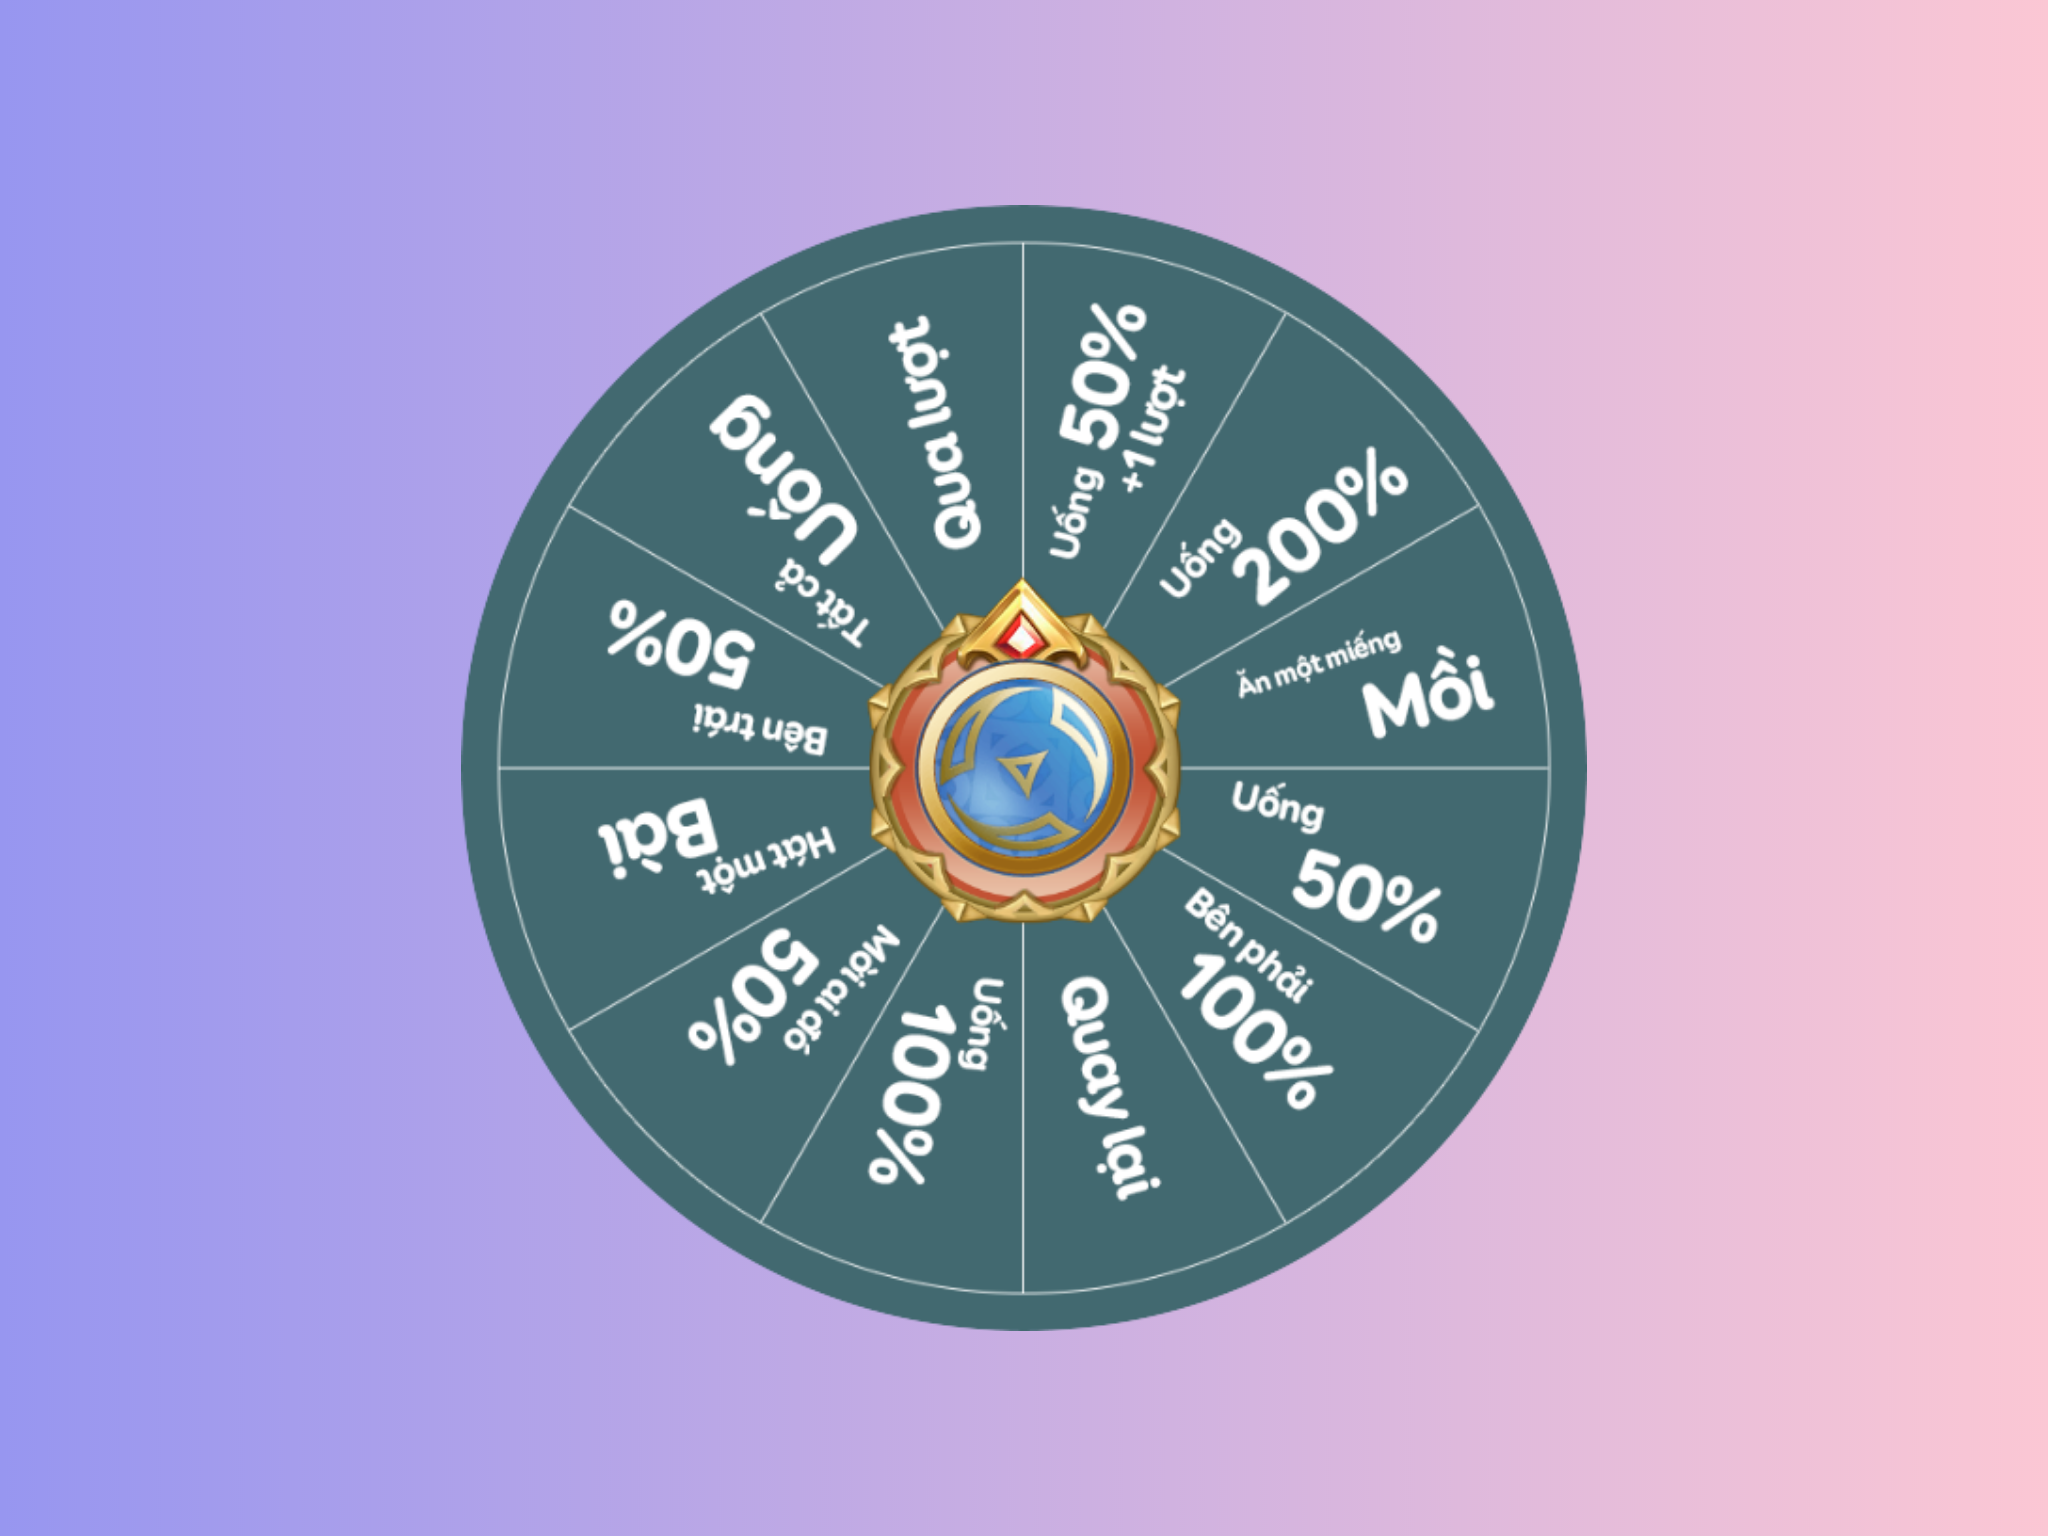 Uống 50%
+1 lượt
Uống
200%
Ăn một miếng
Mồi
Uống
50%
Bên phải
100%
Quay lại
Uống
100%
Mời ai đó
50%
Hát một
Bài
Bên trái
50%
Tất cả
Uống
Qua lượt